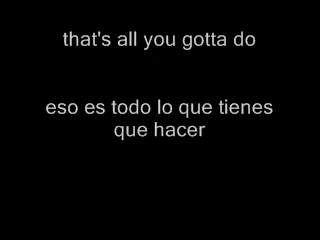 that's all you gotta do
eso es todo lo que tienes
que hacer